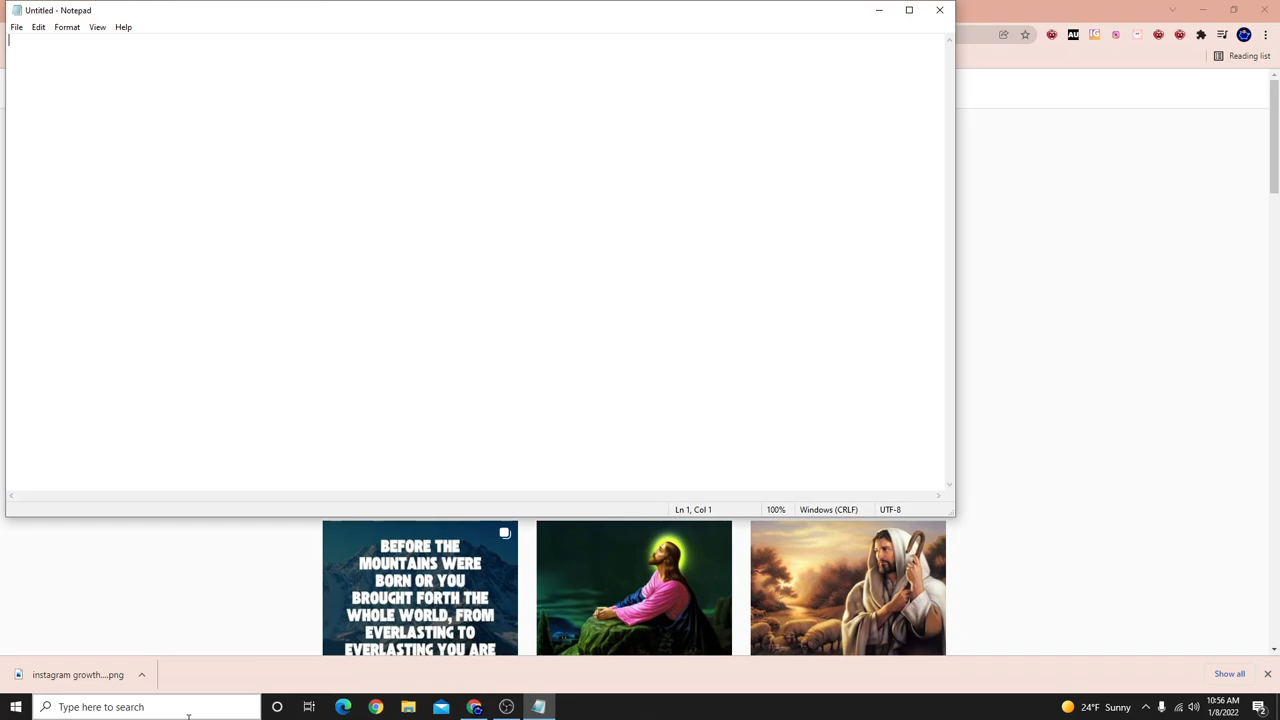 Untitled - Notepad
File Edit Format View Help
Reading list
Ln 1, Col 1 100% Windows (CRLF) UTF-8
BEFORE THE
MOUNTAINS WERE
BORN OR YOU
BROUGHT FORTH THE
WHOLE WORLD, FROM
EVERLASTING TO
EVERLASTING YOU ARE
instagram growth....png
Show all
Type here to search
24°F Sunny
10:56 AM
1/8/2022
2
AU